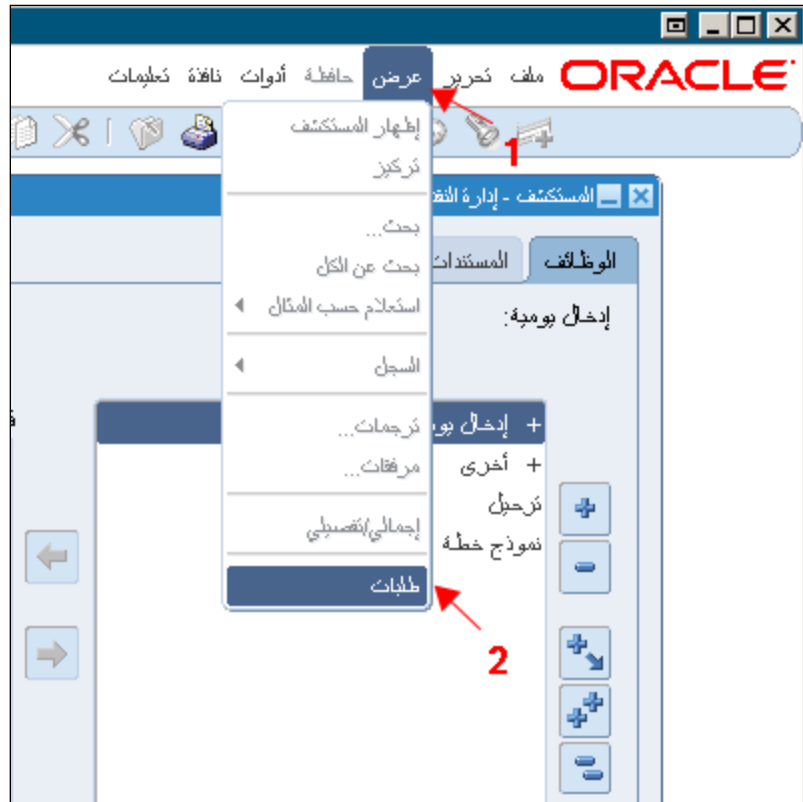 ORACLE
ملف تحرير عرض حافظة أدوات نافذة تعليمات
1
إظهار المستكشف
تركيز
بحث...
بحث عن الكل
استعلام حسب المثال
السجل
ترجمات...
مرفقات...
إجمالي/تفصيلي
طلبات
2
المستكشف - إدارة النقد
الوظائف المستندات
إدخال يومية:
+ إدخال يو
+ أخرى
ترحيل
نموذج خطة